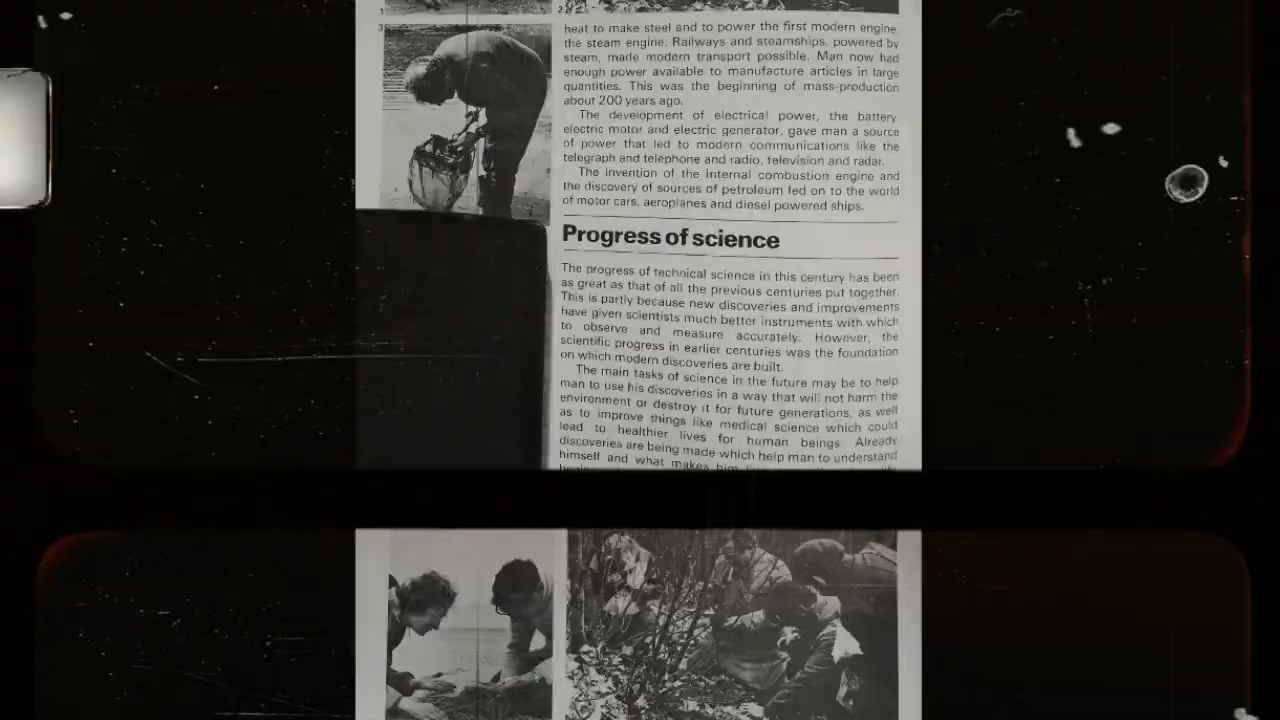 1
2
3
heat to make steel and to power the first modern engine,
the steam engine. Railways and steamships, powered by
steam, made modern transport possible. Man now had
enough power available to manufacture articles in large
quantities. This was the beginning of mass-production
about 200 years ago.
The development of electrical power, the battery,
electric motor and electric generator, gave man a source
of power that led to modern communications like the
telegraph and telephone and radio, television and radar.
The invention of the internal combustion engine and
the discovery of sources of petroleum led on to the world
of motor cars, aeroplanes and diesel powered ships.
Progress of science
The progress of technical science in this century has been
as great as that of all the previous centuries put together.
This is partly because new discoveries and improvements
have given scientists much better instruments with which
to observe and measure accurately. However, the
scientific progress in earlier centuries was the foundation
on which modern discoveries are built.
The main tasks of science in the future may be to help
man to use his discoveries in a way that will not harm the
environment or destroy it for future generations, as well
as to improve things like medical science which could
lead to healthier lives for human beings. Already
discoveries are being made which help man to understand
himself and what makes him